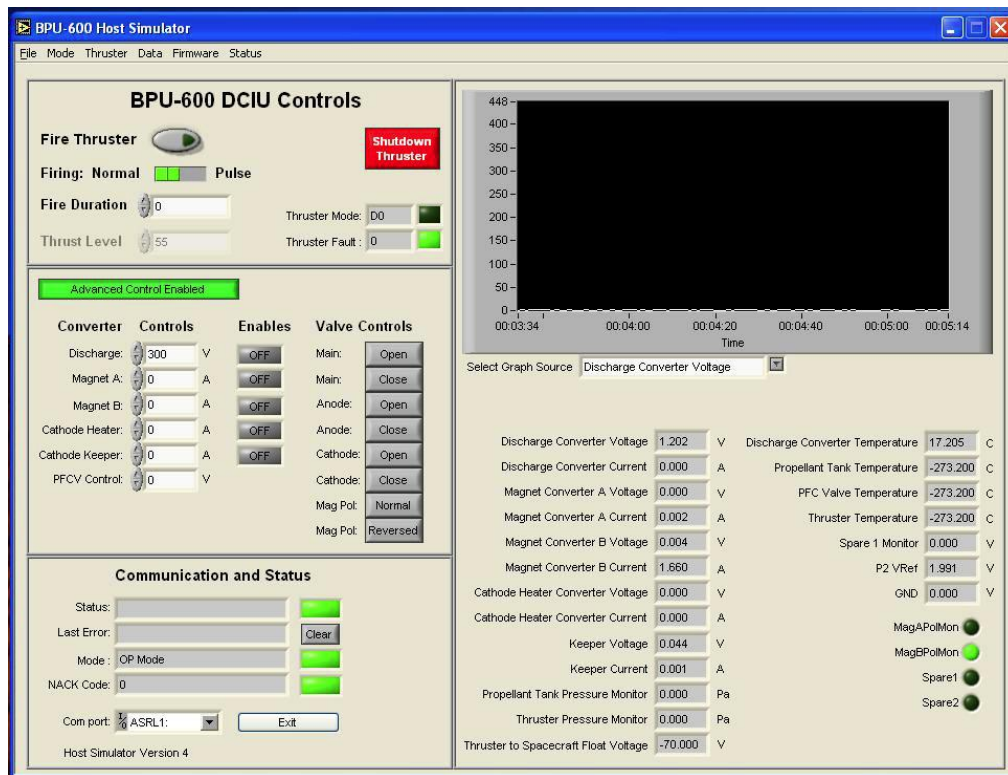 BPU-600 Host Simulator
File Mode Thruster Data Firmware Status
BPU-600 DCIU Controls
Fire Thruster
Shutdown
Thruster
Firing: Normal Pulse
Fire Duration 0
Thruster Mode: D0
Thrust Level 55
Thruster Fault : 0
Advanced Control Enabled
Converter Controls Enables Valve Controls
Discharge: 300 V OFF Main: Open
Magnet A: 0 A OFF Main: Close
Magnet B: 0 A OFF Anode: Open
Cathode Heater: 0 A OFF Anode: Close
Cathode Keeper: 0 A OFF Cathode: Open
PFCV Control: 0 V Cathode: Close
Mag Pol: Normal
Mag Pol: Reversed
Communication and Status
Status:
Last Error: Clear
Mode : OP Mode
NACK Code: 0
Com port: I/O ASRL1: Exit
Host Simulator Version 4
448
400
350
300
250
200
150
100
50
0
00:03:34 00:04:00 00:04:20 00:04:40 00:05:00 00:05:14
Time
Select Graph Source Discharge Converter Voltage
Discharge Converter Voltage 1.202 V
Discharge Converter Current 0.000 A
Magnet Converter A Voltage 0.000 V
Magnet Converter A Current 0.002 A
Magnet Converter B Voltage 0.004 V
Magnet Converter B Current 1.660 A
Cathode Heater Converter Voltage 0.000 V
Cathode Heater Converter Current 0.000 A
Keeper Voltage 0.044 V
Keeper Current 0.001 A
Propellant Tank Pressure Monitor 0.000 Pa
Thruster Pressure Monitor 0.000 Pa
Thruster to Spacecraft Float Voltage -70.000 V
Discharge Converter Temperature 17.205 C
Propellant Tank Temperature -273.200 C
PFC Valve Temperature -273.200 C
Thruster Temperature -273.200 C
Spare 1 Monitor 0.000 V
P2 VRef 1.991 V
GND 0.000 V
MagAPolMon
MagBPolMon
Spare1
Spare2